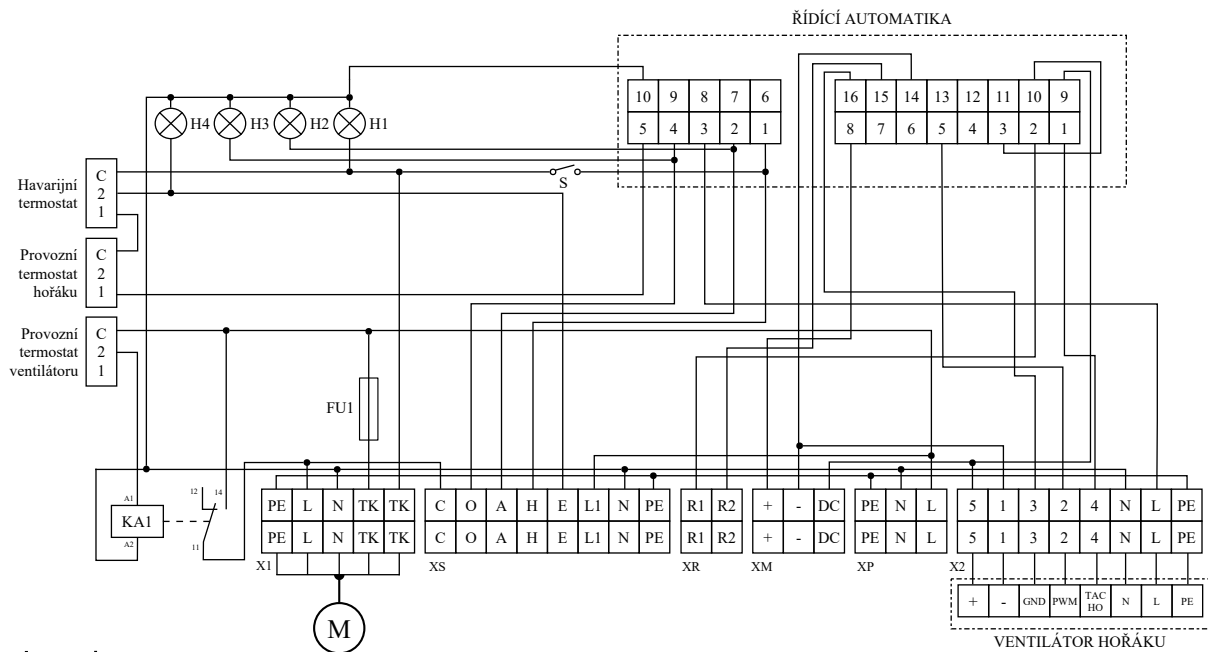 ŘÍDÍCÍ AUTOMATIKA
10 9 8 7 6
5 4 3 2 1
16 15 14 13 12 11 10 9
8 7 6 5 4 3 2 1
H4 H3 H2 H1
S
Havarijní
termostat
C
2
1
Provozní
termostat
hořáku
C
2
1
Provozní
termostat
ventilátoru
C
2
1
FU1
A1
KA1
A2
12 14
11
PE L N TK TK
PE L N TK TK
X1
C O A H E L1 N PE
C O A H E L1 N PE
XS
R1 R2
R1 R2
XR
+ - DC
+ - DC
XM
PE N L
PE N L
XP
5 1 3 2 4 N L PE
5 1 3 2 4 N L PE
X2
M
+ - GND PWM TAC
HO N L PE
VENTILÁTOR HOŘÁKU